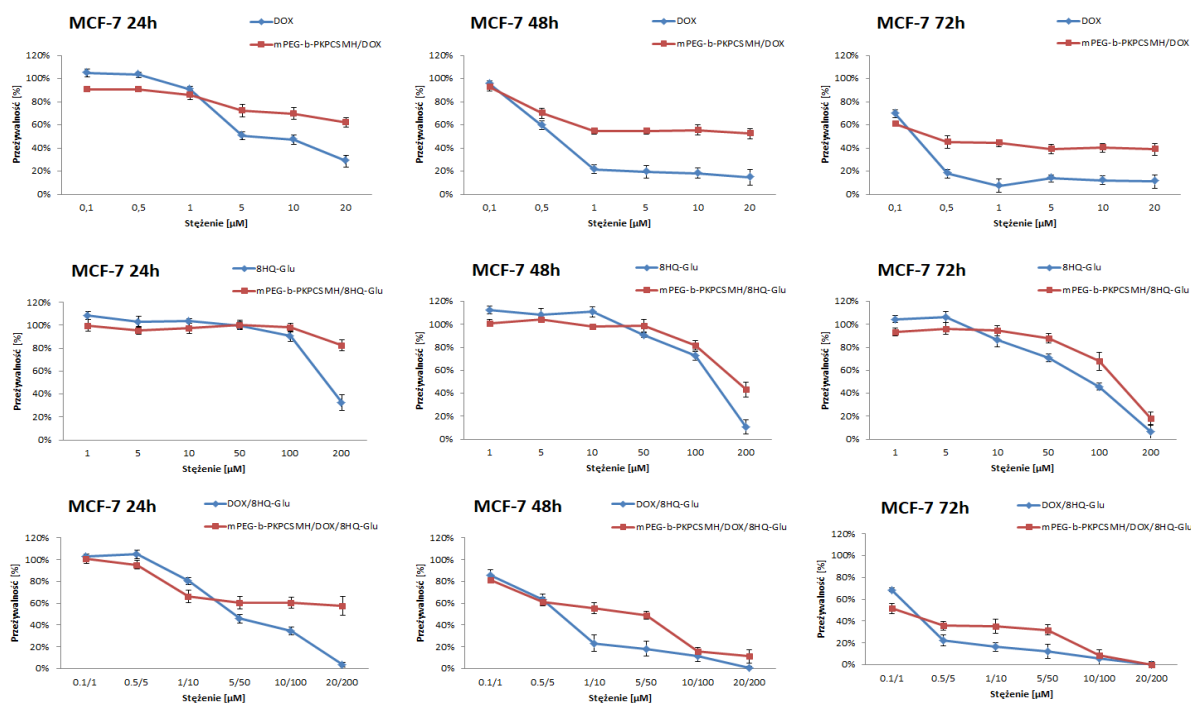 MCF-7 24h
DOX
mPEG-b-PKPCSMH/DOX
Przeżywalność [%]
120%
100%
80%
60%
40%
20%
0%
0,1 0,5 1 5 10 20
Stężenie [µM]
MCF-7 48h
DOX
mPEG-b-PKPCSMH/DOX
Przeżywalność [%]
120%
100%
80%
60%
40%
20%
0%
0,1 0,5 1 5 10 20
Stężenie [µM]
MCF-7 72h
DOX
mPEG-b-PKPCSMH/DOX
Przeżywalność [%]
120%
100%
80%
60%
40%
20%
0%
0,1 0,5 1 5 10 20
Stężenie [µM]
MCF-7 24h
8HQ-Glu
mPEG-b-PKPCSMH/8HQ-Glu
Przeżywalność [%]
120%
100%
80%
60%
40%
20%
0%
1 5 10 50 100 200
Stężenie [µM]
MCF-7 48h
8HQ-Glu
mPEG-b-PKPCSMH/8HQ-Glu
Przeżywalność [%]
120%
100%
80%
60%
40%
20%
0%
1 5 10 50 100 200
Stężenie [µM]
MCF-7 72h
8HQ-Glu
mPEG-b-PKPCSMH/8HQ-Glu
Przeżywalność [%]
120%
100%
80%
60%
40%
20%
0%
1 5 10 50 100 200
Stężenie [µM]
MCF-7 24h
DOX/8HQ-Glu
mPEG-b-PKPCSMH/DOX/8HQ-Glu
Przeżywalność [%]
120%
100%
80%
60%
40%
20%
0%
0.1/1 0.5/5 1/10 5/50 10/100 20/200
Stężenie [µM]
MCF-7 48h
DOX/8HQ-Glu
mPEG-b-PKPCSMH/DOX/8HQ-Glu
Przeżywalność [%]
120%
100%
80%
60%
40%
20%
0%
0.1/1 0.5/5 1/10 5/50 10/100 20/200
Stężenie [µM]
MCF-7 72h
DOX/8HQ-Glu
mPEG-b-PKPCSMH/DOX/8HQ-Glu
Przeżywalność [%]
120%
100%
80%
60%
40%
20%
0%
0.1/1 0.5/5 1/10 5/50 10/100 20/200
Stężenie [µM]